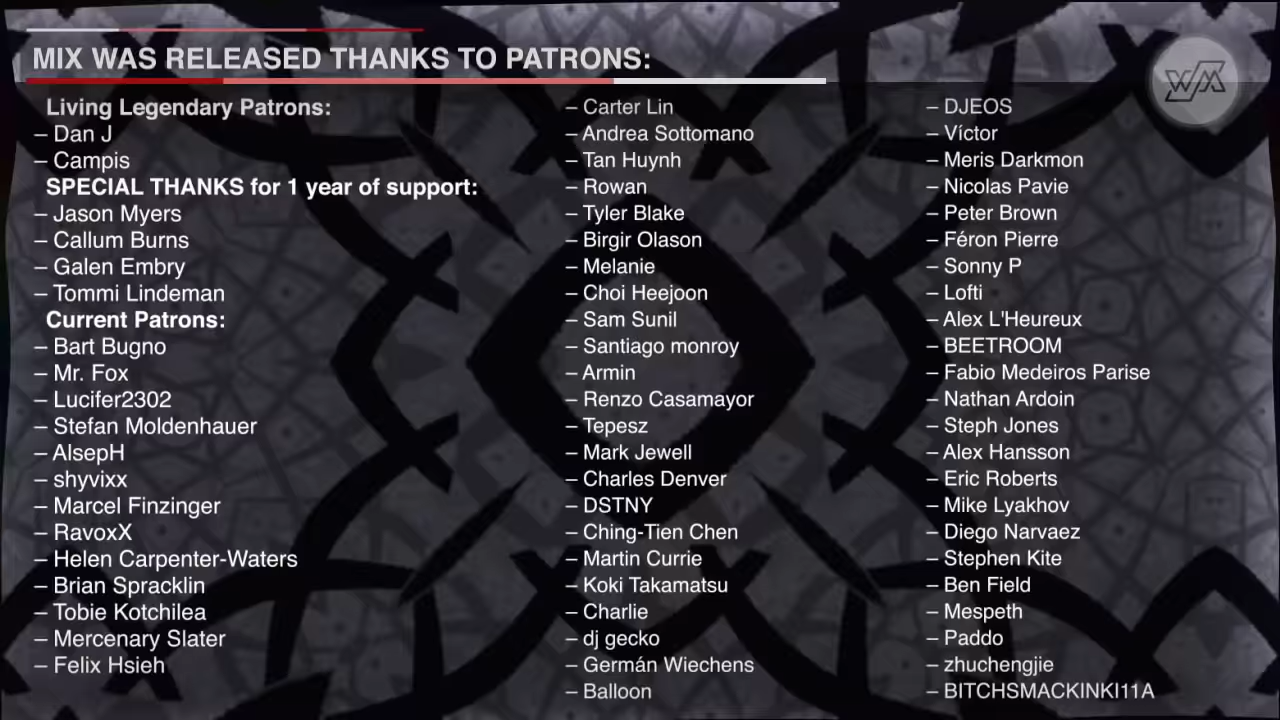 MIX WAS RELEASED THANKS TO PATRONS:
WM
Living Legendary Patrons:
– Dan J
– Campis
SPECIAL THANKS for 1 year of support:
– Jason Myers
– Callum Burns
– Galen Embry
– Tommi Lindeman
Current Patrons:
– Bart Bugno
– Mr. Fox
– Lucifer2302
– Stefan Moldenhauer
– AlsepH
– shyvixx
– Marcel Finzinger
– RavoxX
– Helen Carpenter-Waters
– Brian Spracklin
– Tobie Kotchilea
– Mercenary Slater
– Felix Hsieh
– Carter Lin
– Andrea Sottomano
– Tan Huynh
– Rowan
– Tyler Blake
– Birgir Olason
– Melanie
– Choi Heejoon
– Sam Sunil
– Santiago monroy
– Armin
– Renzo Casamayor
– Tepesz
– Mark Jewell
– Charles Denver
– DSTNY
– Ching-Tien Chen
– Martin Currie
– Koki Takamatsu
– Charlie
– dj gecko
– Germán Wiechens
– Balloon
– DJEOS
– Víctor
– Meris Darkmon
– Nicolas Pavie
– Peter Brown
– Féron Pierre
– Sonny P
– Lofti
– Alex L'Heureux
– BEETROOM
– Fabio Medeiros Parise
– Nathan Ardoin
– Steph Jones
– Alex Hansson
– Eric Roberts
– Mike Lyakhov
– Diego Narvaez
– Stephen Kite
– Ben Field
– Mespeth
– Paddo
– zhuchengjie
– BITCHSMACKINKI11A